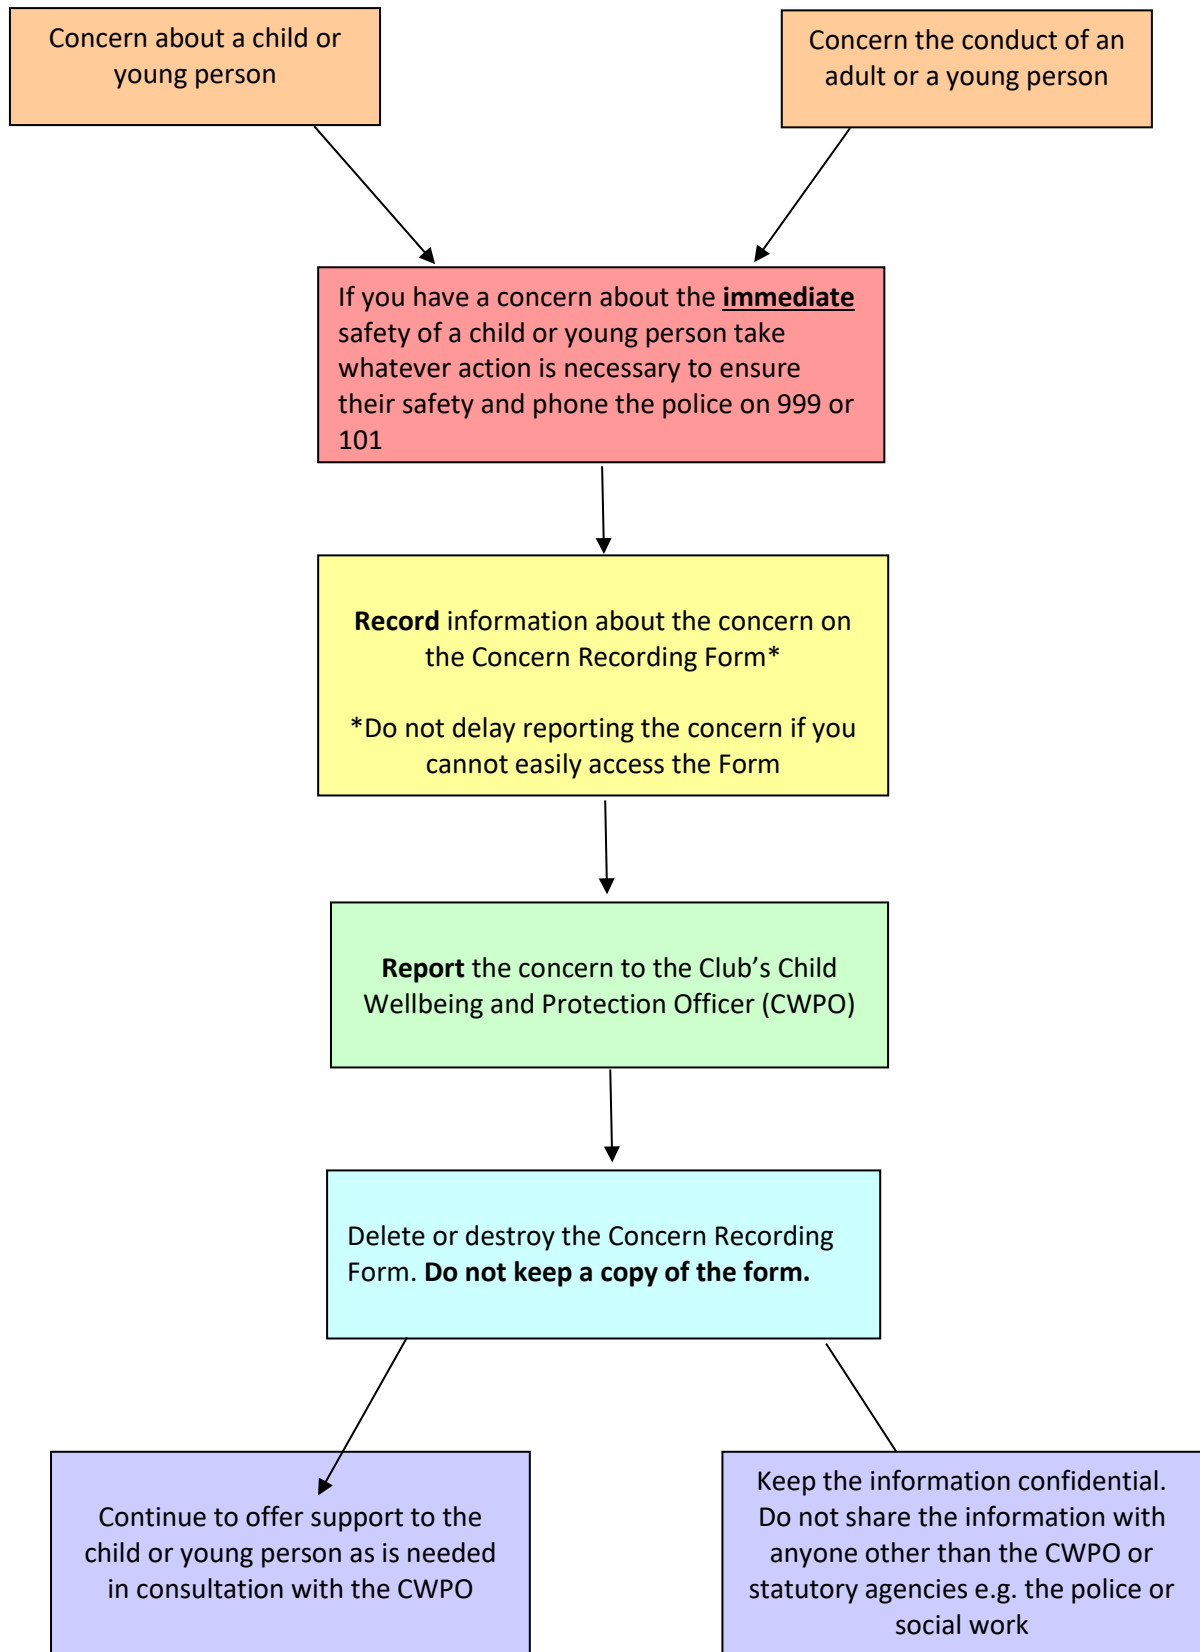 Concern about a child or
young person
Concern the conduct of an
adult or a young person
If you have a concern about the immediate
safety of a child or young person take
whatever action is necessary to ensure
their safety and phone the police on 999 or
101
Record information about the concern on
the Concern Recording Form*
*Do not delay reporting the concern if you
cannot easily access the Form
Report the concern to the Club’s Child
Wellbeing and Protection Officer (CWPO)
Delete or destroy the Concern Recording
Form. Do not keep a copy of the form.
Continue to offer support to the
child or young person as is needed
in consultation with the CWPO
Keep the information confidential.
Do not share the information with
anyone other than the CWPO or
statutory agencies e.g. the police or
social work